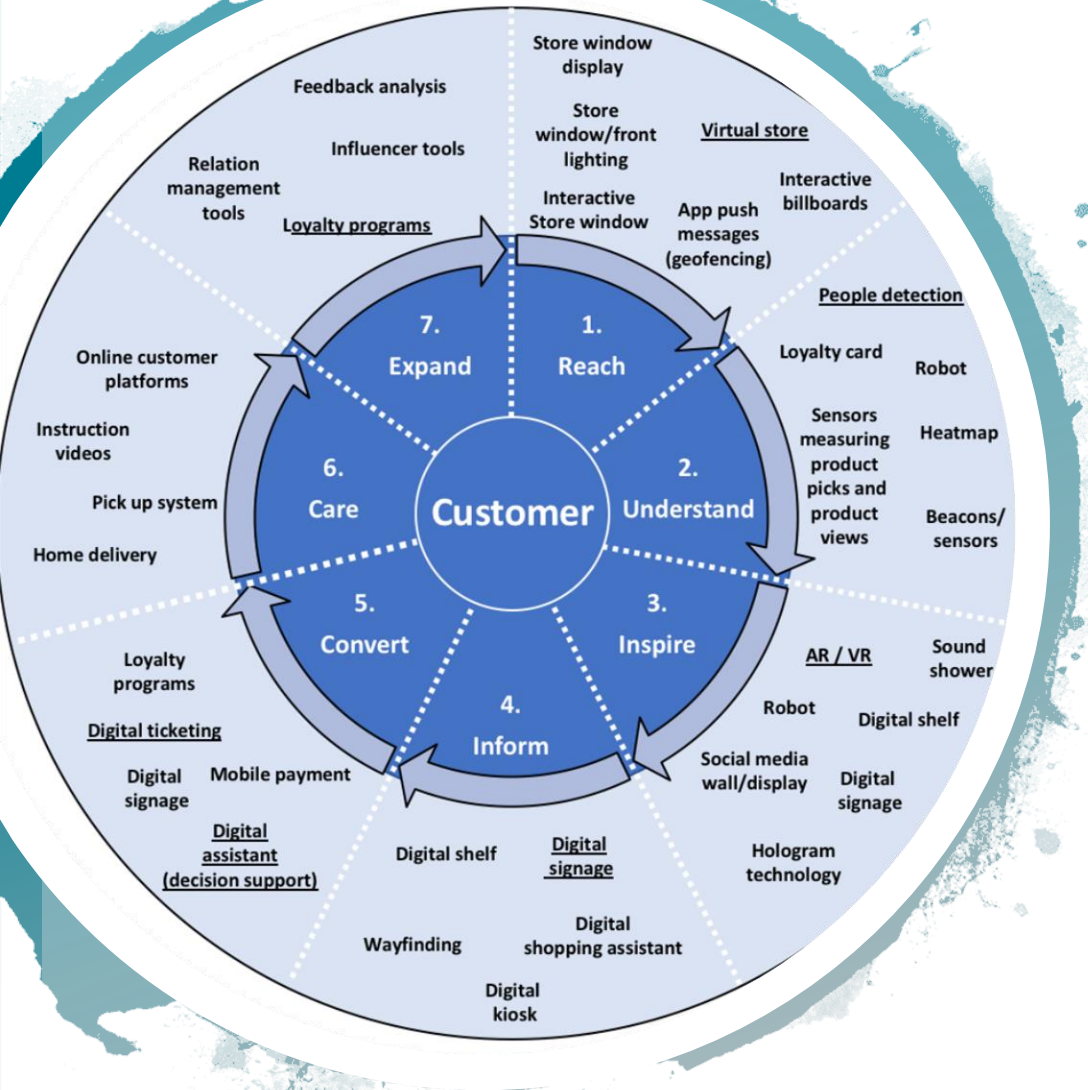 Customer
1.
Reach
Store window
display
Store
window/front
lighting
Interactive
Store window
Virtual store
Interactive
billboards
App push
messages
(geofencing)
2.
Understand
People detection
Loyalty card
Robot
Sensors
measuring
product
picks and
product
views
Heatmap
Beacons/
sensors
3.
Inspire
AR / VR
Sound
shower
Robot
Digital shelf
Social media
wall/display
Digital
signage
Hologram
technology
4.
Inform
Digital shelf
Digital
signage
Wayfinding
Digital
shopping assistant
Digital
kiosk
5.
Convert
Loyalty
programs
Digital ticketing
Digital
signage
Mobile payment
Digital
assistant
(decision support)
6.
Care
Online customer
platforms
Instruction
videos
Pick up system
Home delivery
7.
Expand
Feedback analysis
Influencer tools
Relation
management
tools
Loyalty programs